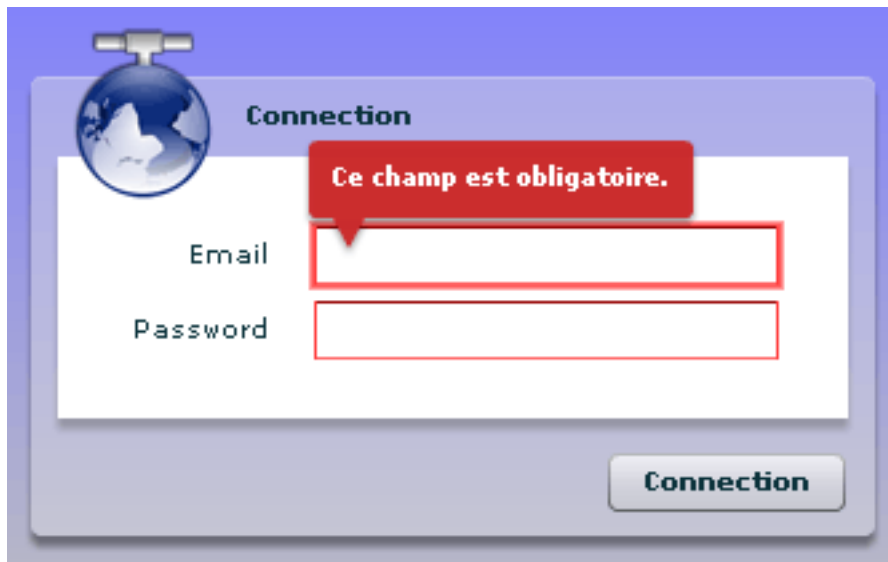 Connection
Ce champ est obligatoire.
Email
Password
Connection